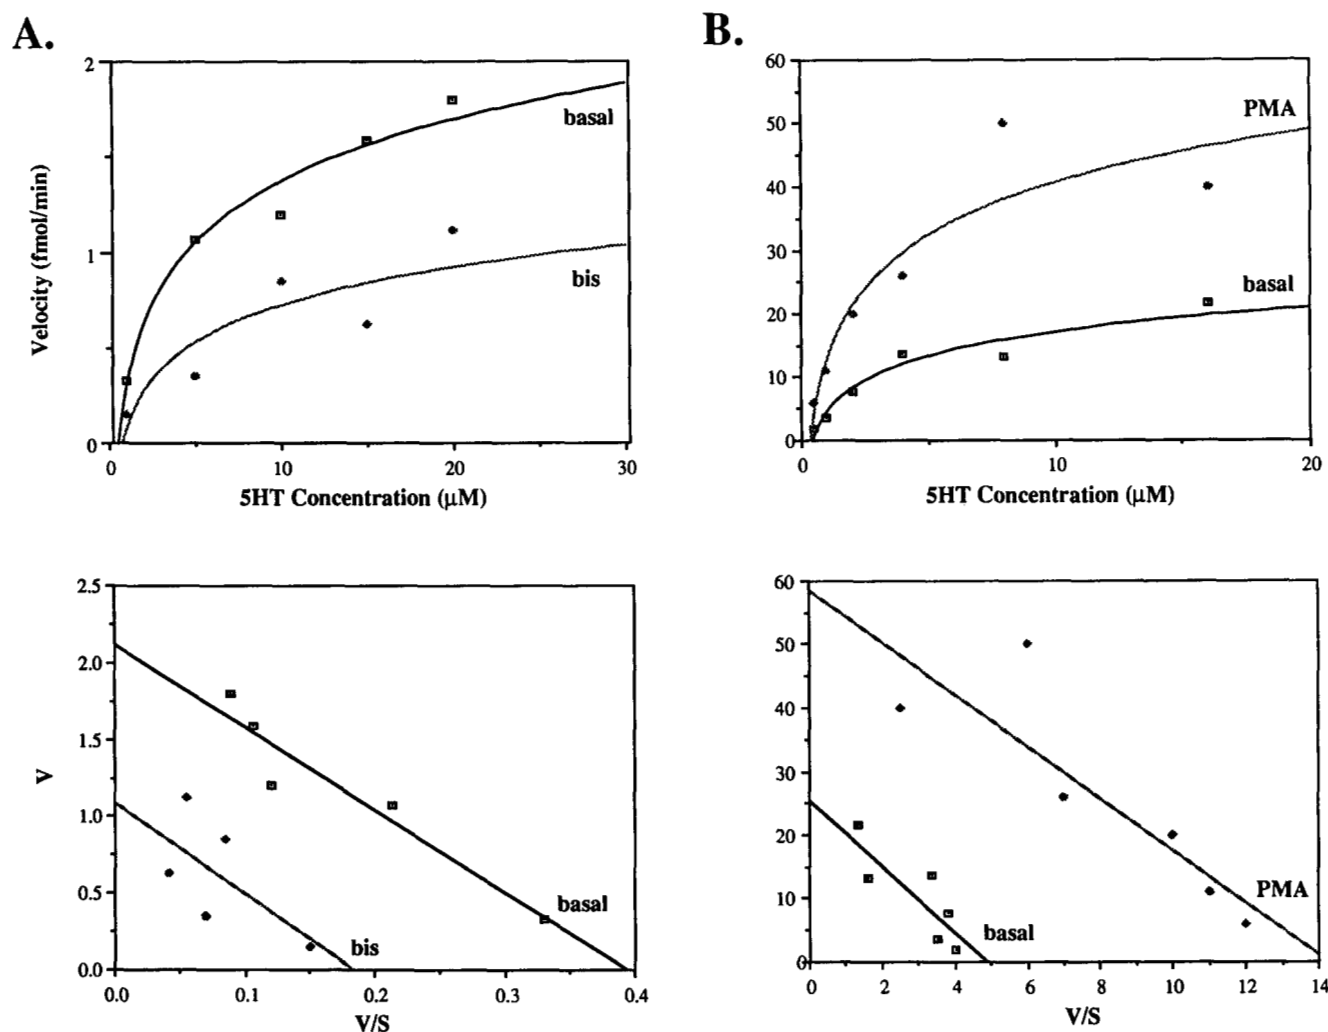 A.
2
1
0
0
10
20
30
basal
bis
Velocity (fmol/min)
5HT Concentration (μM)
B.
60
50
40
30
20
10
0
0
10
20
PMA
basal
5HT Concentration (μM)
2.5
2.0
1.5
1.0
0.5
0.0
0.0
0.1
0.2
0.3
0.4
basal
bis
V
V/S
60
50
40
30
20
10
0
0
2
4
6
8
10
12
14
PMA
basal
V/S